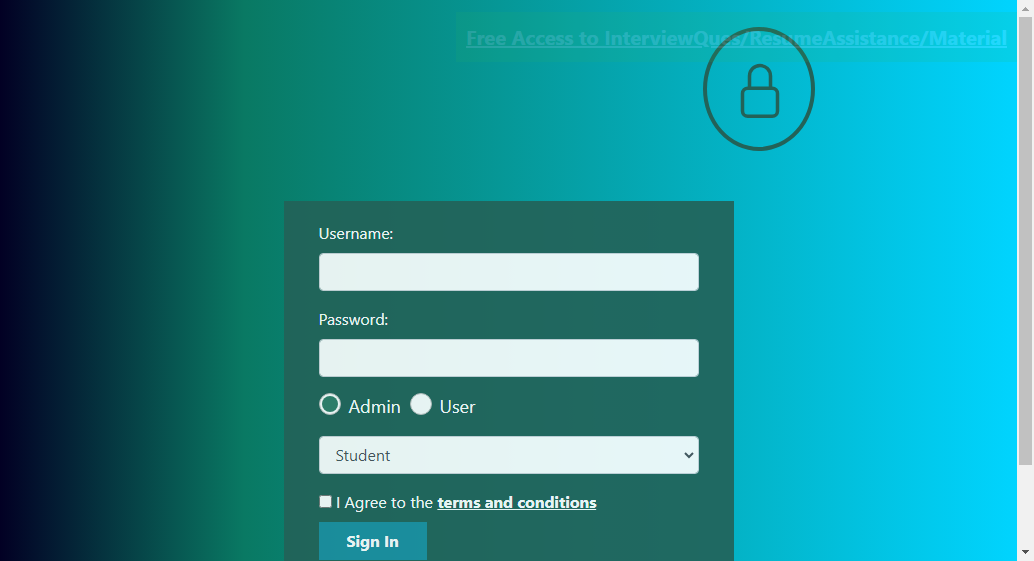 Free Access to InterviewQues/ResumeAssistance/Material
Username:
Password:
Admin User
Student
I Agree to the terms and conditions
Sign In